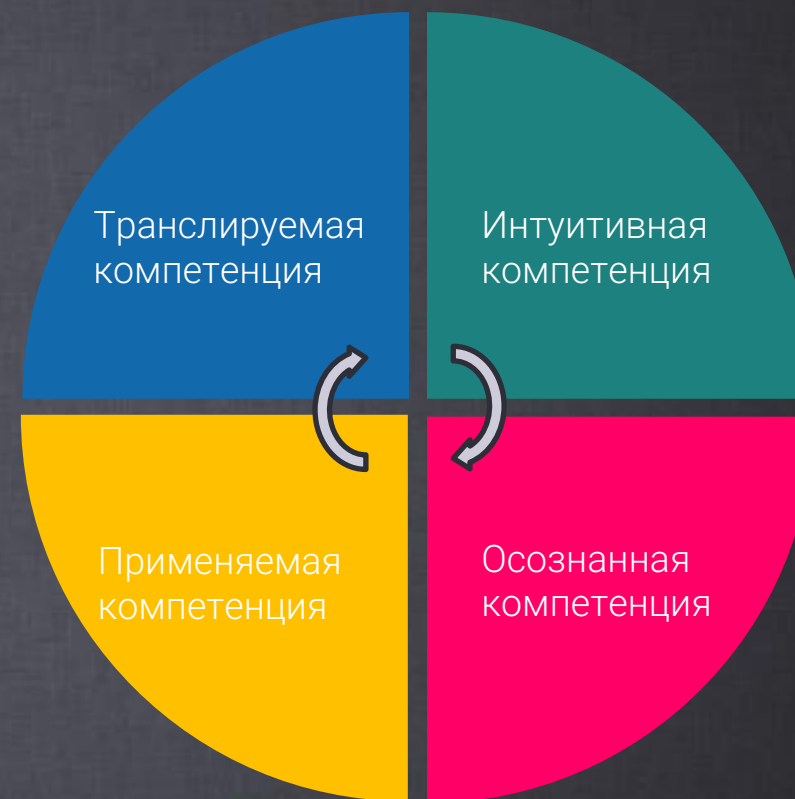 Транслируемая
компетенция
Интуитивная
компетенция
Применяемая
компетенция
Осознанная
компетенция